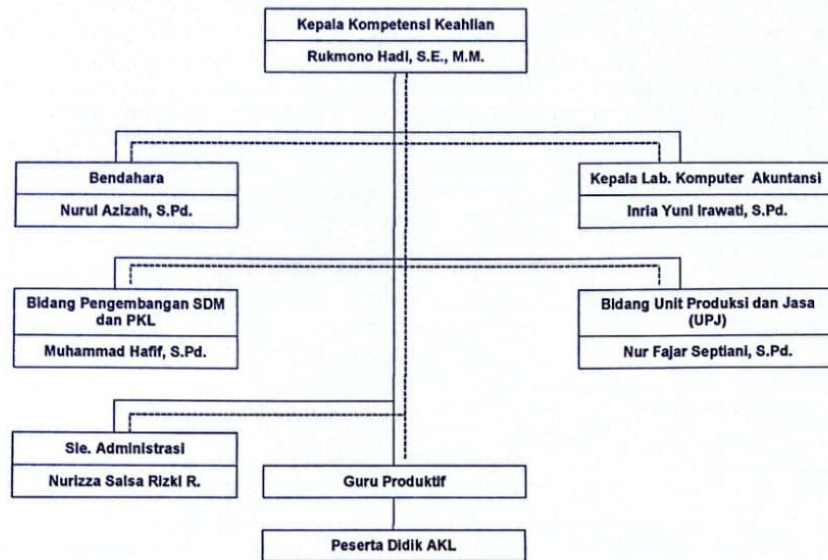 Kepala Kompetensi Keahlian
Rukmono Hadi, S.E., M.M.
Bendahara
Nurul Azizah, S.Pd.
Kepala Lab. Komputer Akuntansi
Inria Yuni Irawati, S.Pd.
Bidang Pengembangan SDM
dan PKL
Muhammad Hafif, S.Pd.
Bidang Unit Produksi dan Jasa
(UPJ)
Nur Fajar Septiani, S.Pd.
Sie. Administrasi
Nurizza Salsa Rizki R.
Guru Produktif
Peserta Didik AKL